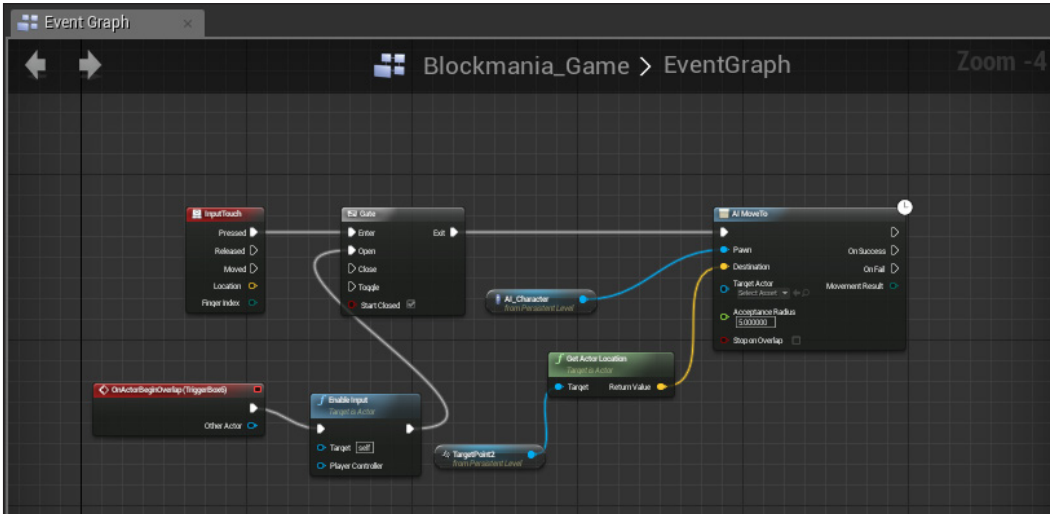 Event Graph
Blockmania_Game > EventGraph
Zoom -4
InputTouch
Pressed
Released
Moved
Location
Finger Index
Gate
Enter
Exit
Open
Close
Toggle
Start Closed
AI MoveTo
Pawn
On Success
Destination
On Fail
Target Actor
Select Asset
Movement Result
Acceptance Radius
5.000000
Stop on Overlap
AI_Character
from Persistent Level
Get Actor Location
Target is Actor
Target
Return Value
OnActorBeginOverlap (TriggerBox6)
Other Actor
Enable Input
Target is Actor
Target self
Player Controller
TargetPoint2
from Persistent Level